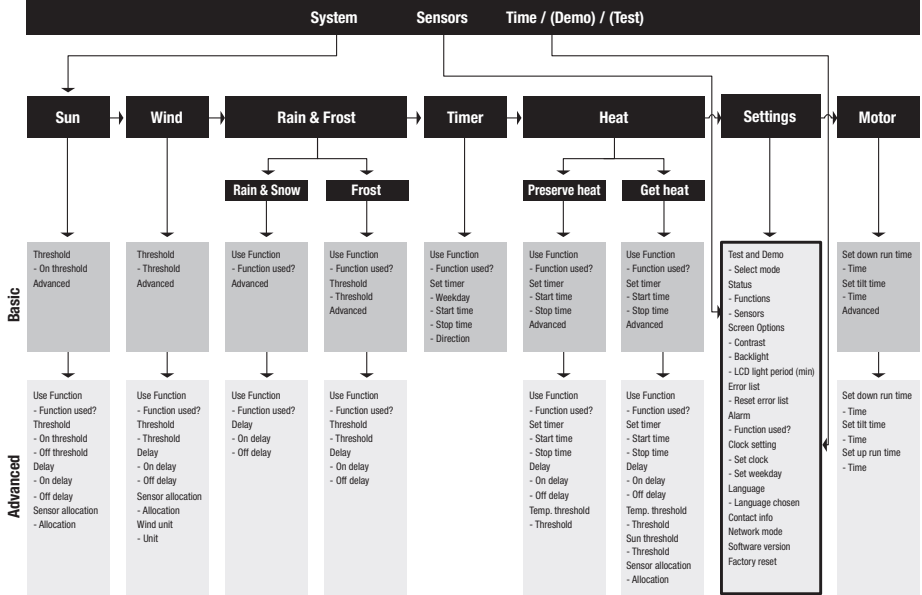 System Sensors Time / (Demo) / (Test)
Sun Wind Rain & Frost Timer Heat Settings Motor
Rain & Snow Frost Preserve heat Get heat
Basic
Threshold
- On threshold
Advanced
Threshold
- Threshold
Advanced
Use Function
- Function used?
Advanced
Use Function
- Function used?
Threshold
- Threshold
Advanced
Use Function
- Function used?
Set timer
- Weekday
- Start time
- Stop time
- Direction
Use Function
- Function used?
Set timer
- Start time
- Stop time
Advanced
Use Function
- Function used?
Set timer
- Start time
- Stop time
Advanced
Test and Demo
- Select mode
Status
- Functions
- Sensors
Screen Options
- Contrast
- Backlight
- LCD light period (min)
Error list
- Reset error list
Alarm
- Function used?
Clock setting
- Set clock
- Set weekday
Language
- Language chosen
Contact info
Network mode
Software version
Factory reset
Set down run time
- Time
Set tilt time
- Time
Advanced
Advanced
Use Function
- Function used?
Threshold
- On threshold
- Off threshold
Delay
- On delay
- Off delay
Sensor allocation
- Allocation
Use Function
- Function used?
Threshold
- Threshold
Delay
- On delay
- Off delay
Sensor allocation
- Allocation
Wind unit
- Unit
Use Function
- Function used?
Delay
- On delay
- Off delay
Use Function
- Function used?
Threshold
- Threshold
Delay
- On delay
- Off delay
Use Function
- Function used?
Set timer
- Start time
- Stop time
Delay
- On delay
- Off delay
Temp. threshold
- Threshold
Use Function
- Function used?
Set timer
- Start time
- Stop time
Delay
- On delay
- Off delay
Temp. threshold
- Threshold
Sun threshold
- Threshold
Sensor allocation
- Allocation
Set down run time
- Time
Set tilt time
- Time
Set up run time
- Time